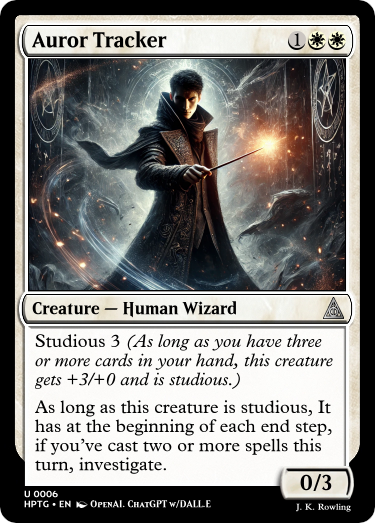 Auror Tracker 1
Creature — Human Wizard
Studious 3 (As long as you have three
or more cards in your hand, this creature
gets +3/+0 and is studious.)
As long as this creature is studious, It
has at the beginning of each end step,
if you've cast two or more spells this
turn, investigate.
0/3
U 0006
HPTG • EN OpenAI. ChatGPT w/DALL.E
J. K. Rowling